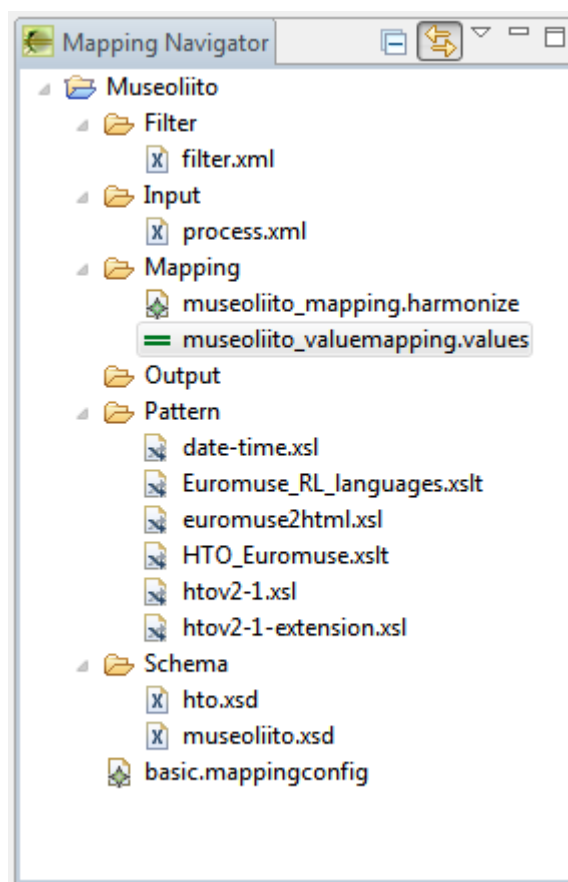 Mapping Navigator
Museoliito
Filter
filter.xml
Input
process.xml
Mapping
museoliito_mapping.harmonize
museoliito_valuemapping.values
Output
Pattern
date-time.xsl
Euromuse_RL_languages.xslt
euromuse2html.xsl
HTO_Euromuse.xslt
htov2-1.xsl
htov2-1-extension.xsl
Schema
hto.xsd
museoliito.xsd
basic.mappingconfig